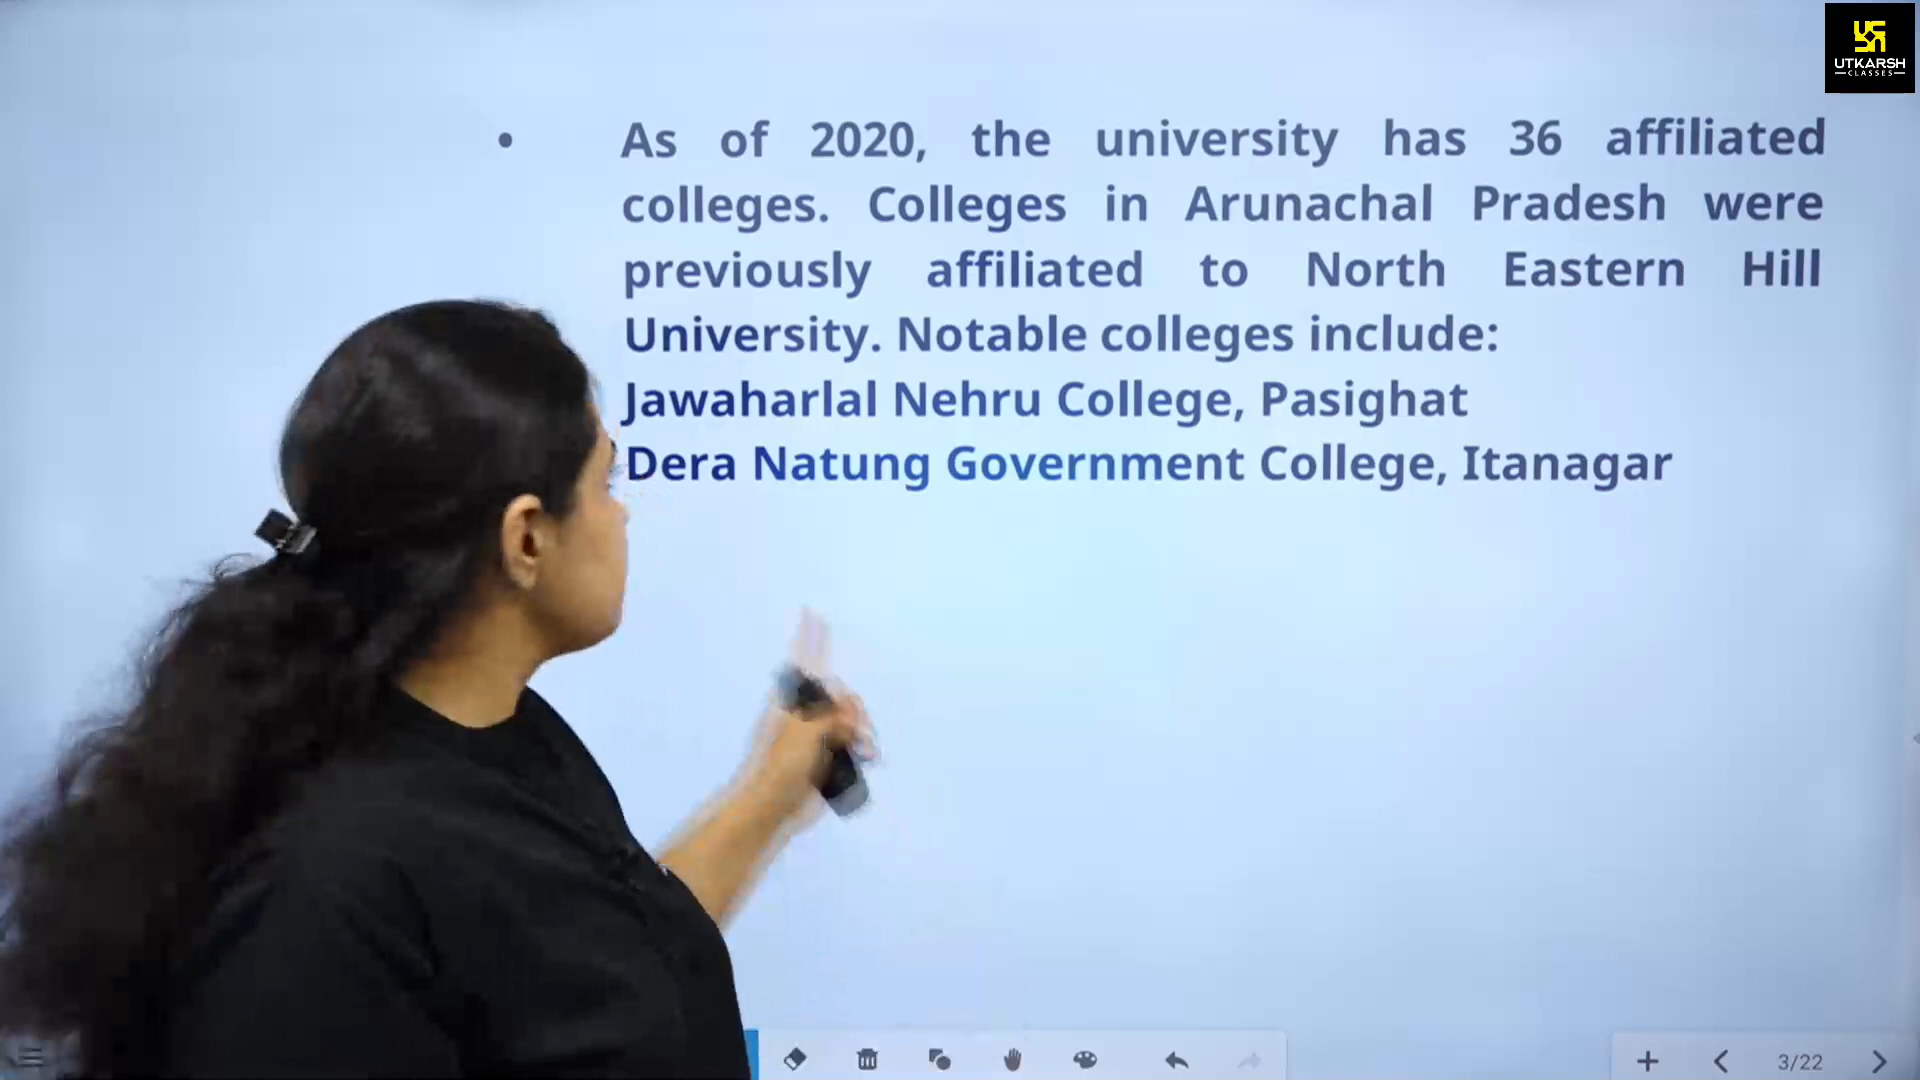 UTKARSH
CLASSES
• As of 2020, the university has 36 affiliated
colleges. Colleges in Arunachal Pradesh were
previously affiliated to North Eastern Hill
University. Notable colleges include:
Jawaharlal Nehru College, Pasighat
Dera Natung Government College, Itanagar
3/22